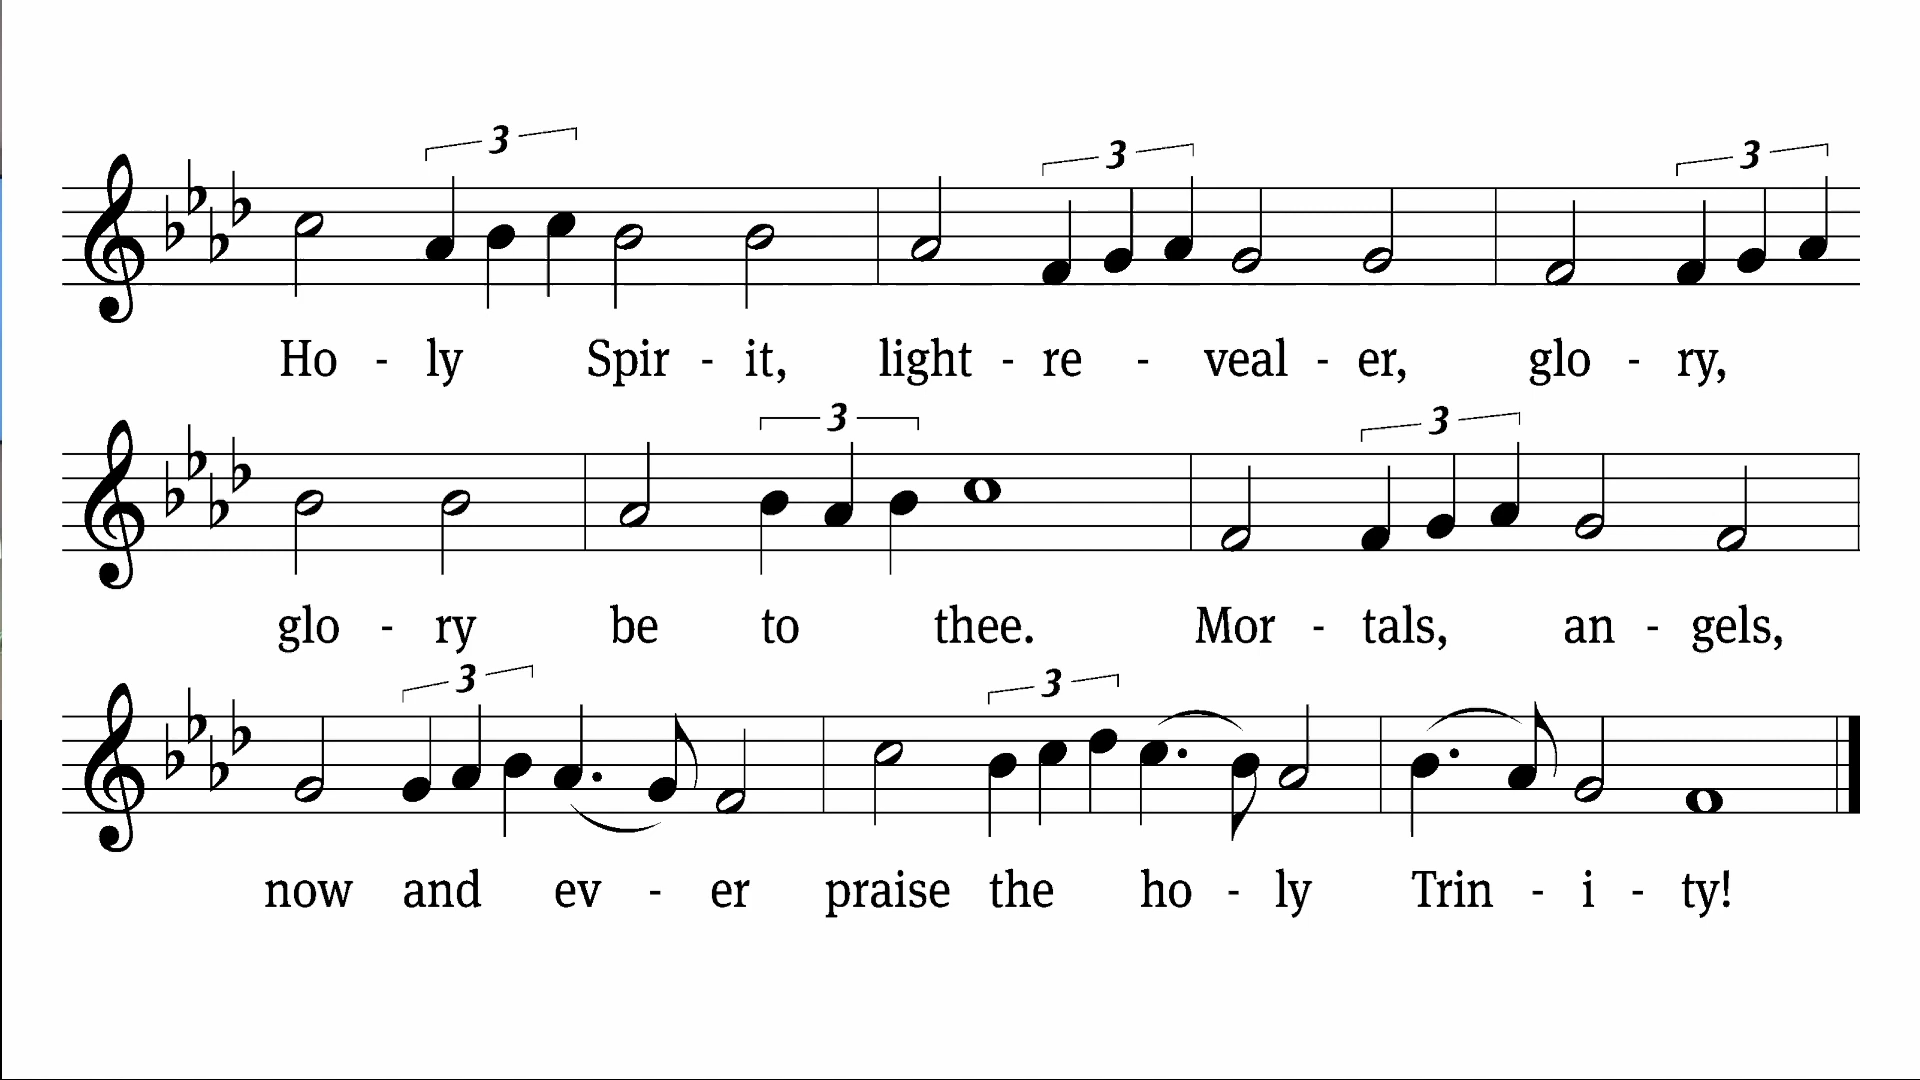 3 3 3
Ho - ly Spir - it, light - re - veal - er, glo - ry,
3 3
glo - ry be to thee. Mor - tals, an - gels,
3 3
now and ev - er praise the ho - ly Trin - i - ty!